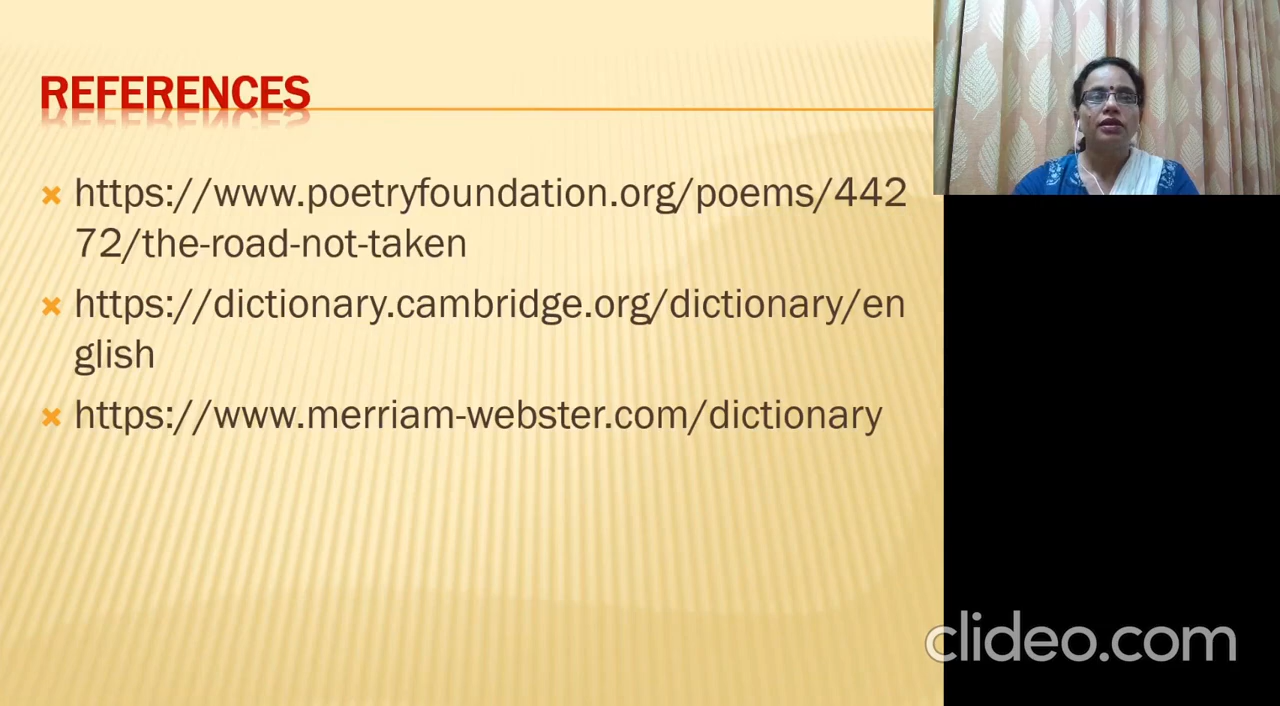 REFERENCES
https://www.poetryfoundation.org/poems/442
72/the-road-not-taken
https://dictionary.cambridge.org/dictionary/en
glish
https://www.merriam-webster.com/dictionary
clideo.com